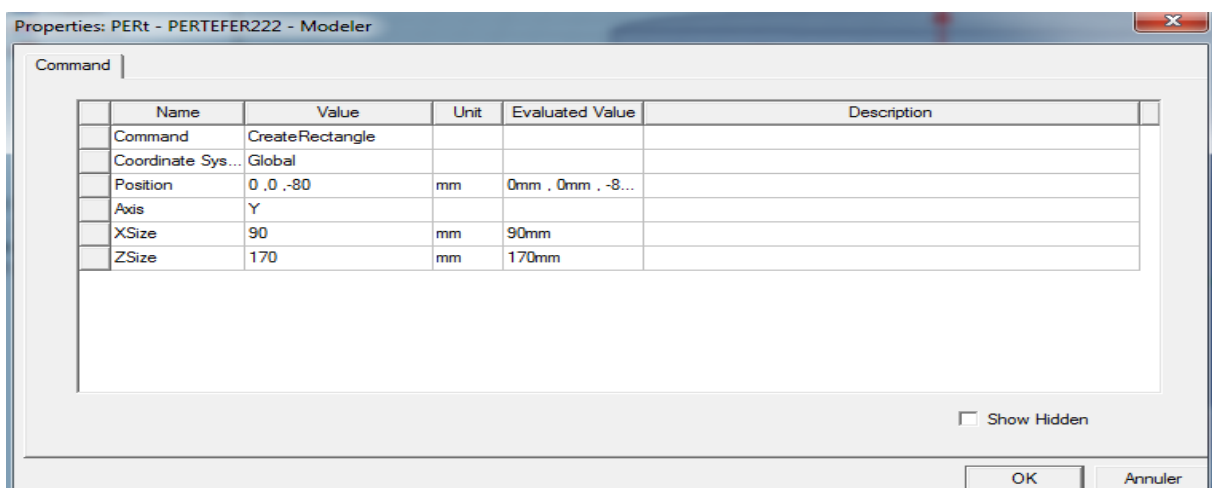 Properties: PERt - PERTEFER222 - Modeler
Command
Name Value Unit Evaluated Value Description
Command CreateRectangle
Coordinate Sys... Global
Position 0 ,0 ,-80 mm 0mm , 0mm , -8...
Axis Y
XSize 90 mm 90mm
ZSize 170 mm 170mm
Show Hidden
OK Annuler